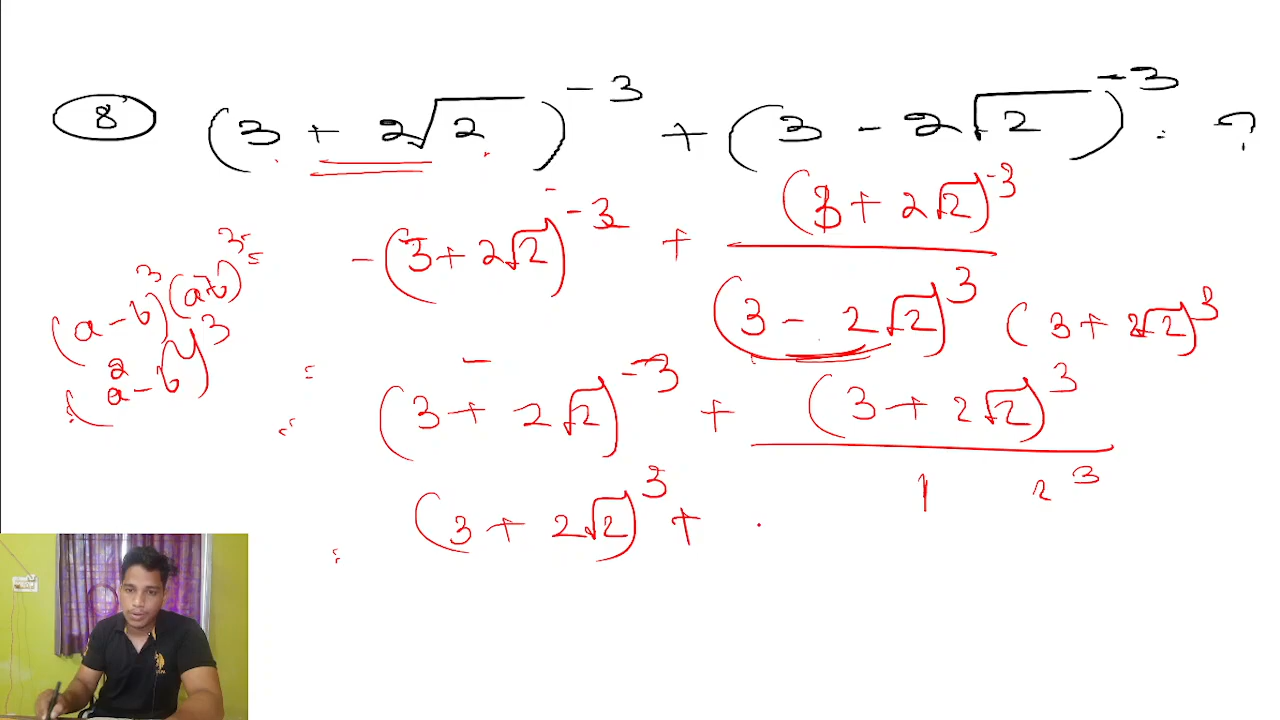 8 (3 + 2√2)^-3 + (3 - 2√2)^-3 . ?
-(3 + 2√2)^-3 + (3 + 2√2)^-3 / (3 - 2√2)^3 (3 + 2√2)^3
(a - b)^3 (a+b)^3 =
(a^2 - b^2)^3
= (3 + 2√2)^-3 + (3 + 2√2)^3 / 1
2^3
(3 + 2√2)^3 +